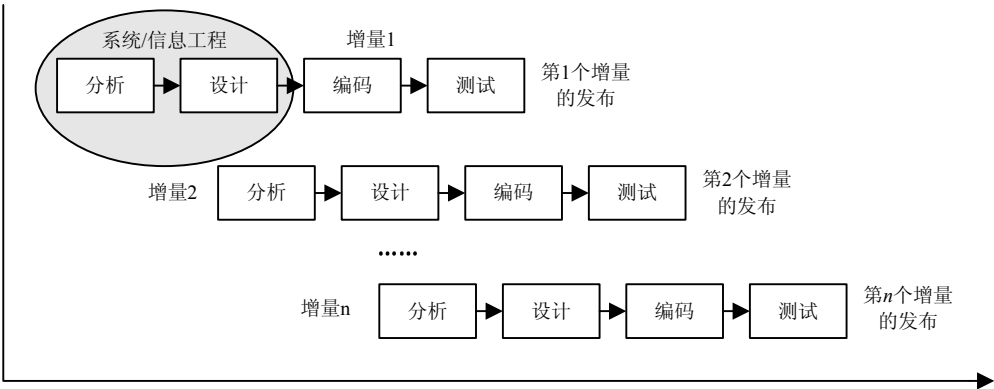 系统/信息工程
增量1
分析
设计
编码
测试
第1个增量
的发布
增量2
分析
设计
编码
测试
第2个增量
的发布
……
增量n
分析
设计
编码
测试
第n个增量
的发布